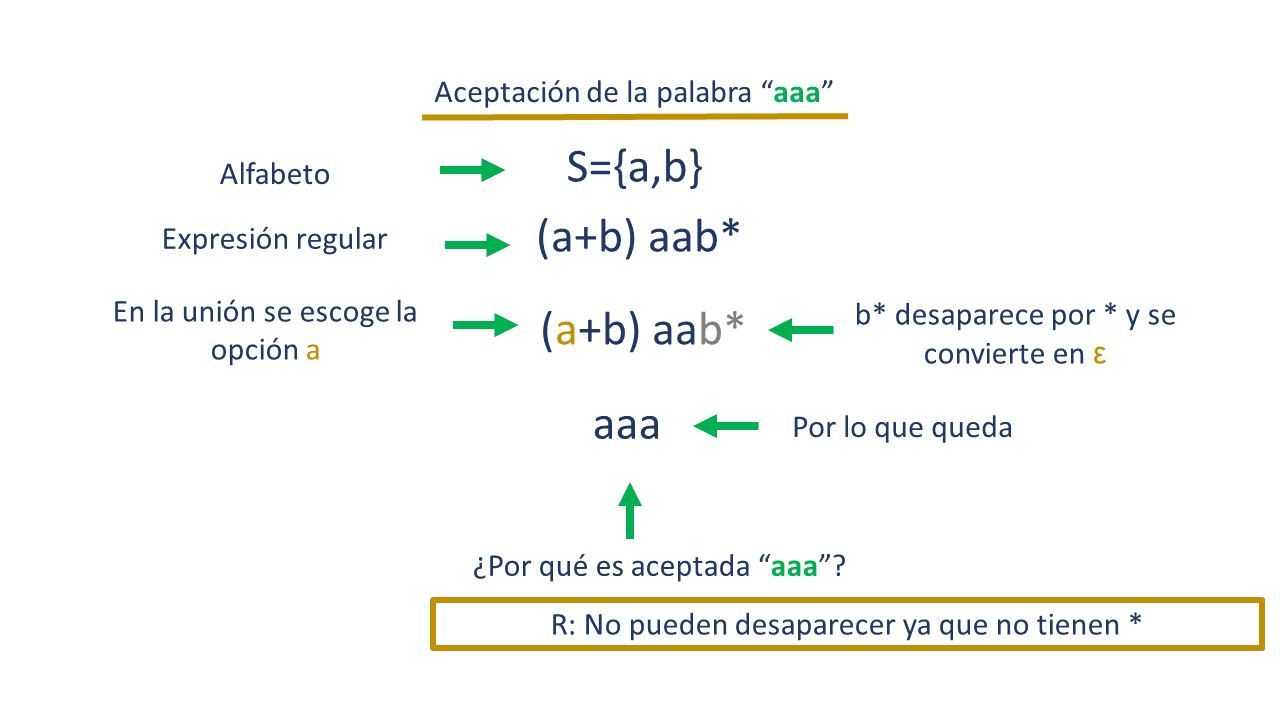 Aceptación de la palabra “aaa”
Alfabeto
S={a,b}
Expresión regular
(a+b) aab*
En la unión se escoge la
opción a
(a+b) aab*
b* desaparece por * y se
convierte en ε
aaa
Por lo que queda
¿Por qué es aceptada “aaa”?
R: No pueden desaparecer ya que no tienen *